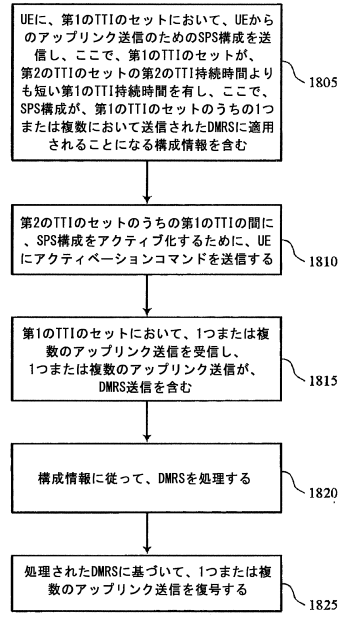 UEに、第1のTTIのセットにおいて、UEから
のアップリンク送信のためのSPS構成を送
信し、ここで、第1のTTIのセットが、
第2のTTIのセットの第2のTTI持続時間より
も短い第1のTTI持続時間を有し、ここで、
SPS構成が、第1のTTIのセットのうちの1つ
または複数において送信されたDMRSに適用
されることになる構成情報を含む
1805
第2のTTIのセットのうちの第1のTTIの間に
、SPS構成をアクティブ化するために、UE
にアクティベーションコマンドを送信する
1810
第1のTTIのセットにおいて、1つまたは複
数のアップリンク送信を受信し、
1つまたは複数のアップリンク送信が、
DMRS送信を含む
1815
構成情報に従って、DMRSを処理する
1820
処理されたDMRSに基づいて、1つまたは複
数のアップリンク送信を復号する
1825